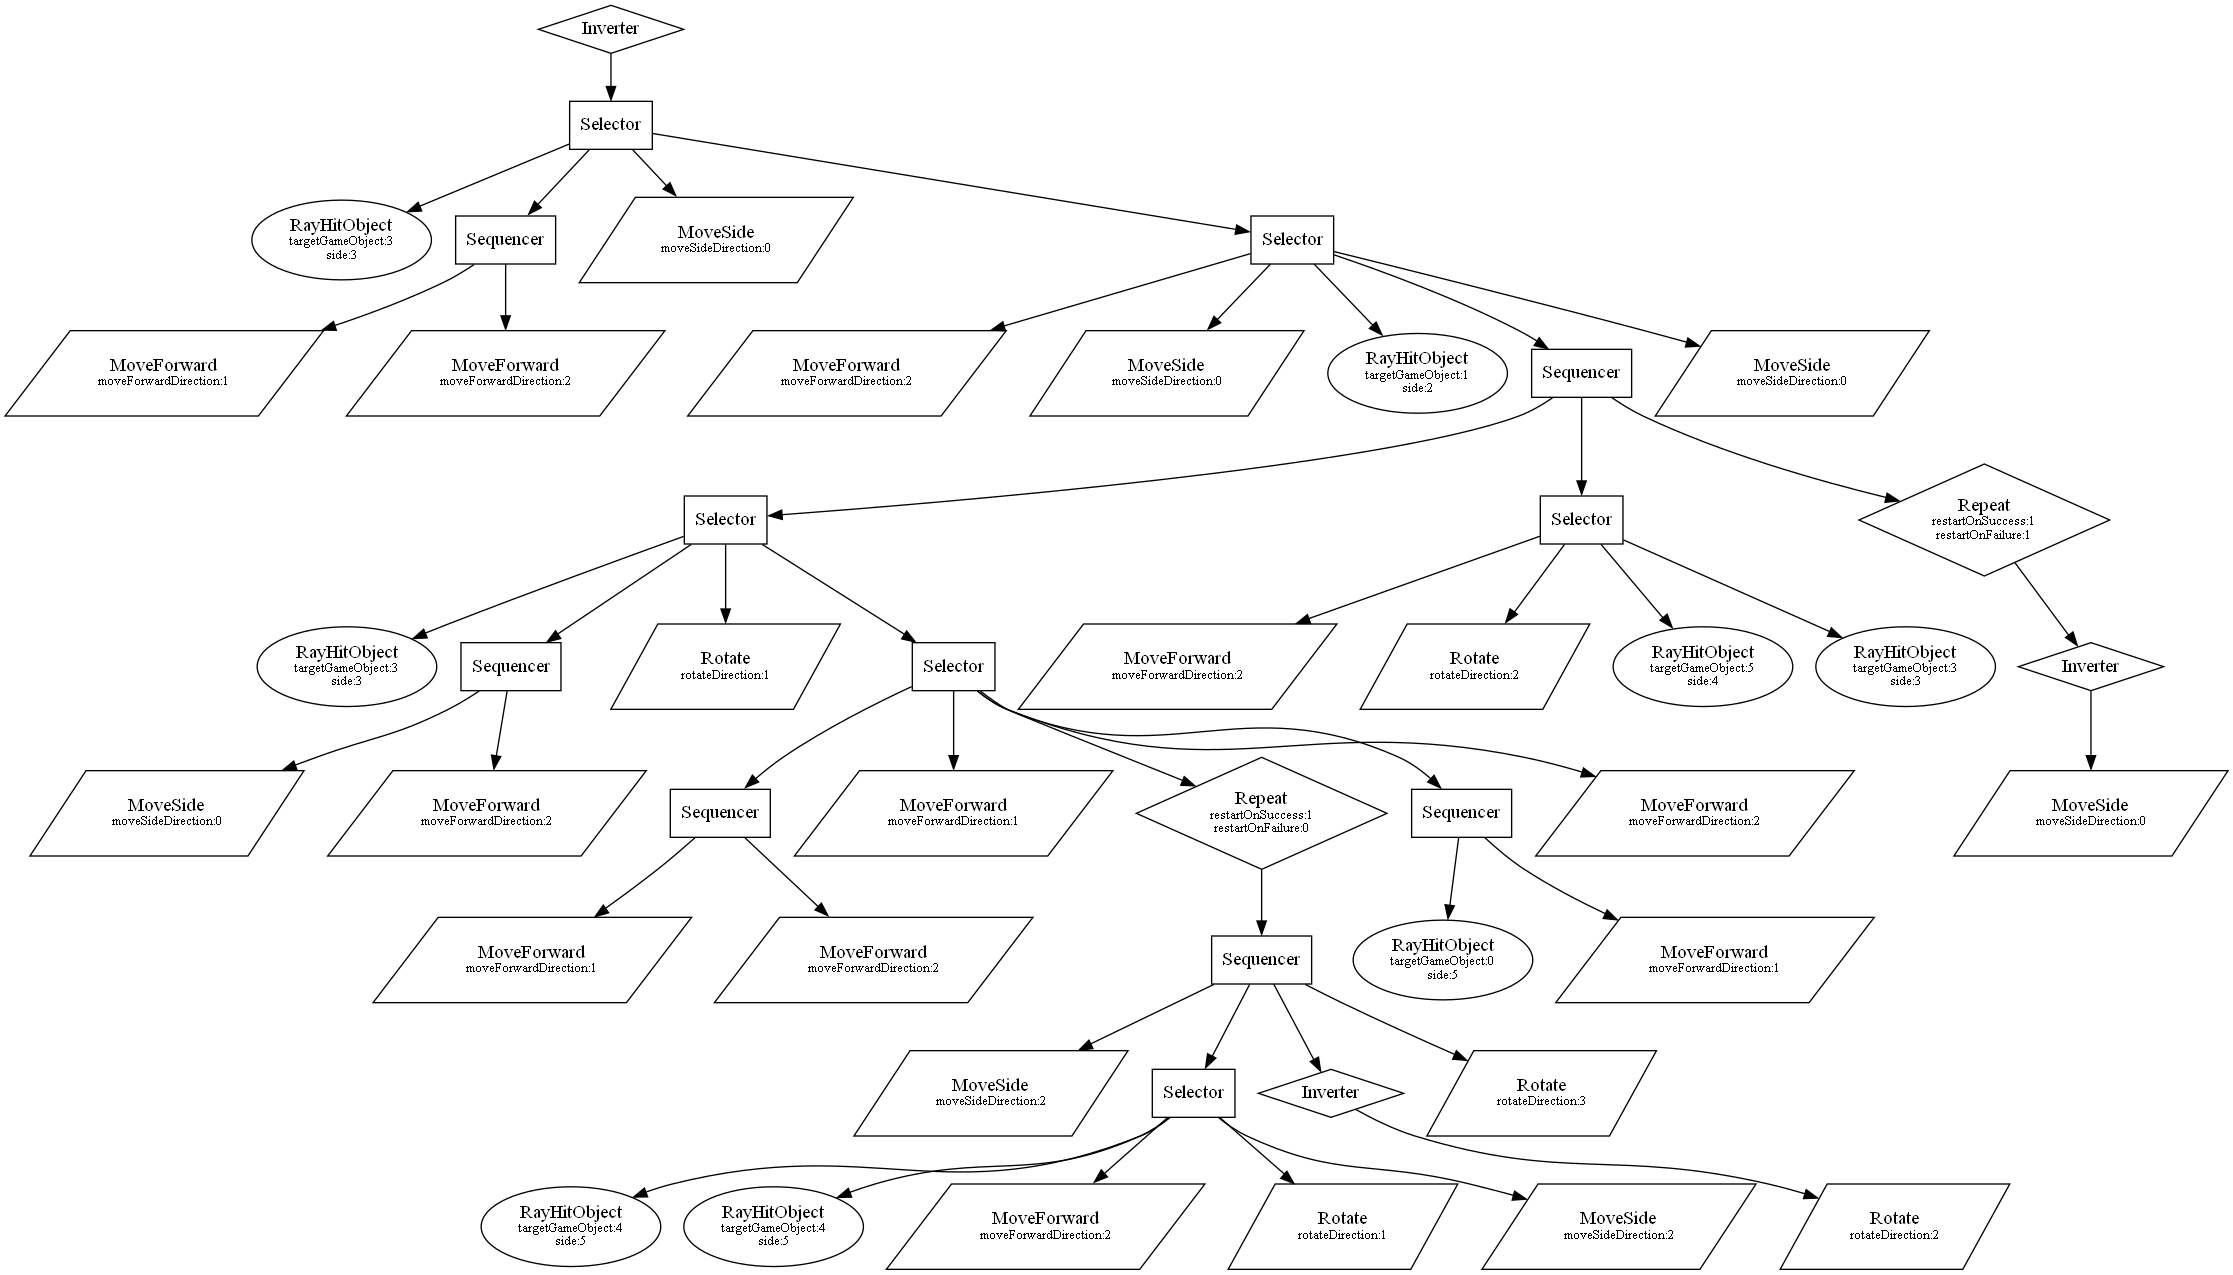 Inverter
Selector
RayHitObject
targetGameObject:3
side:3
Sequencer
MoveSide
moveSideDirection:0
Selector
MoveForward
moveForwardDirection:1
MoveForward
moveForwardDirection:2
MoveForward
moveForwardDirection:2
MoveSide
moveSideDirection:0
RayHitObject
targetGameObject:1
side:2
Sequencer
MoveSide
moveSideDirection:0
Selector
Selector
Repeat
restartOnSuccess:1
restartOnFailure:1
RayHitObject
targetGameObject:3
side:3
Sequencer
Rotate
rotateDirection:1
Selector
MoveForward
moveForwardDirection:2
Rotate
rotateDirection:2
RayHitObject
targetGameObject:5
side:4
RayHitObject
targetGameObject:3
side:3
Inverter
MoveSide
moveSideDirection:0
MoveForward
moveForwardDirection:2
Sequencer
MoveForward
moveForwardDirection:1
Repeat
restartOnSuccess:1
restartOnFailure:0
Sequencer
MoveForward
moveForwardDirection:2
MoveSide
moveSideDirection:0
MoveForward
moveForwardDirection:1
MoveForward
moveForwardDirection:2
Sequencer
RayHitObject
targetGameObject:0
side:5
MoveForward
moveForwardDirection:1
MoveSide
moveSideDirection:2
Selector
Inverter
Rotate
rotateDirection:3
RayHitObject
targetGameObject:4
side:5
RayHitObject
targetGameObject:4
side:5
MoveForward
moveForwardDirection:2
Rotate
rotateDirection:1
MoveSide
moveSideDirection:2
Rotate
rotateDirection:2